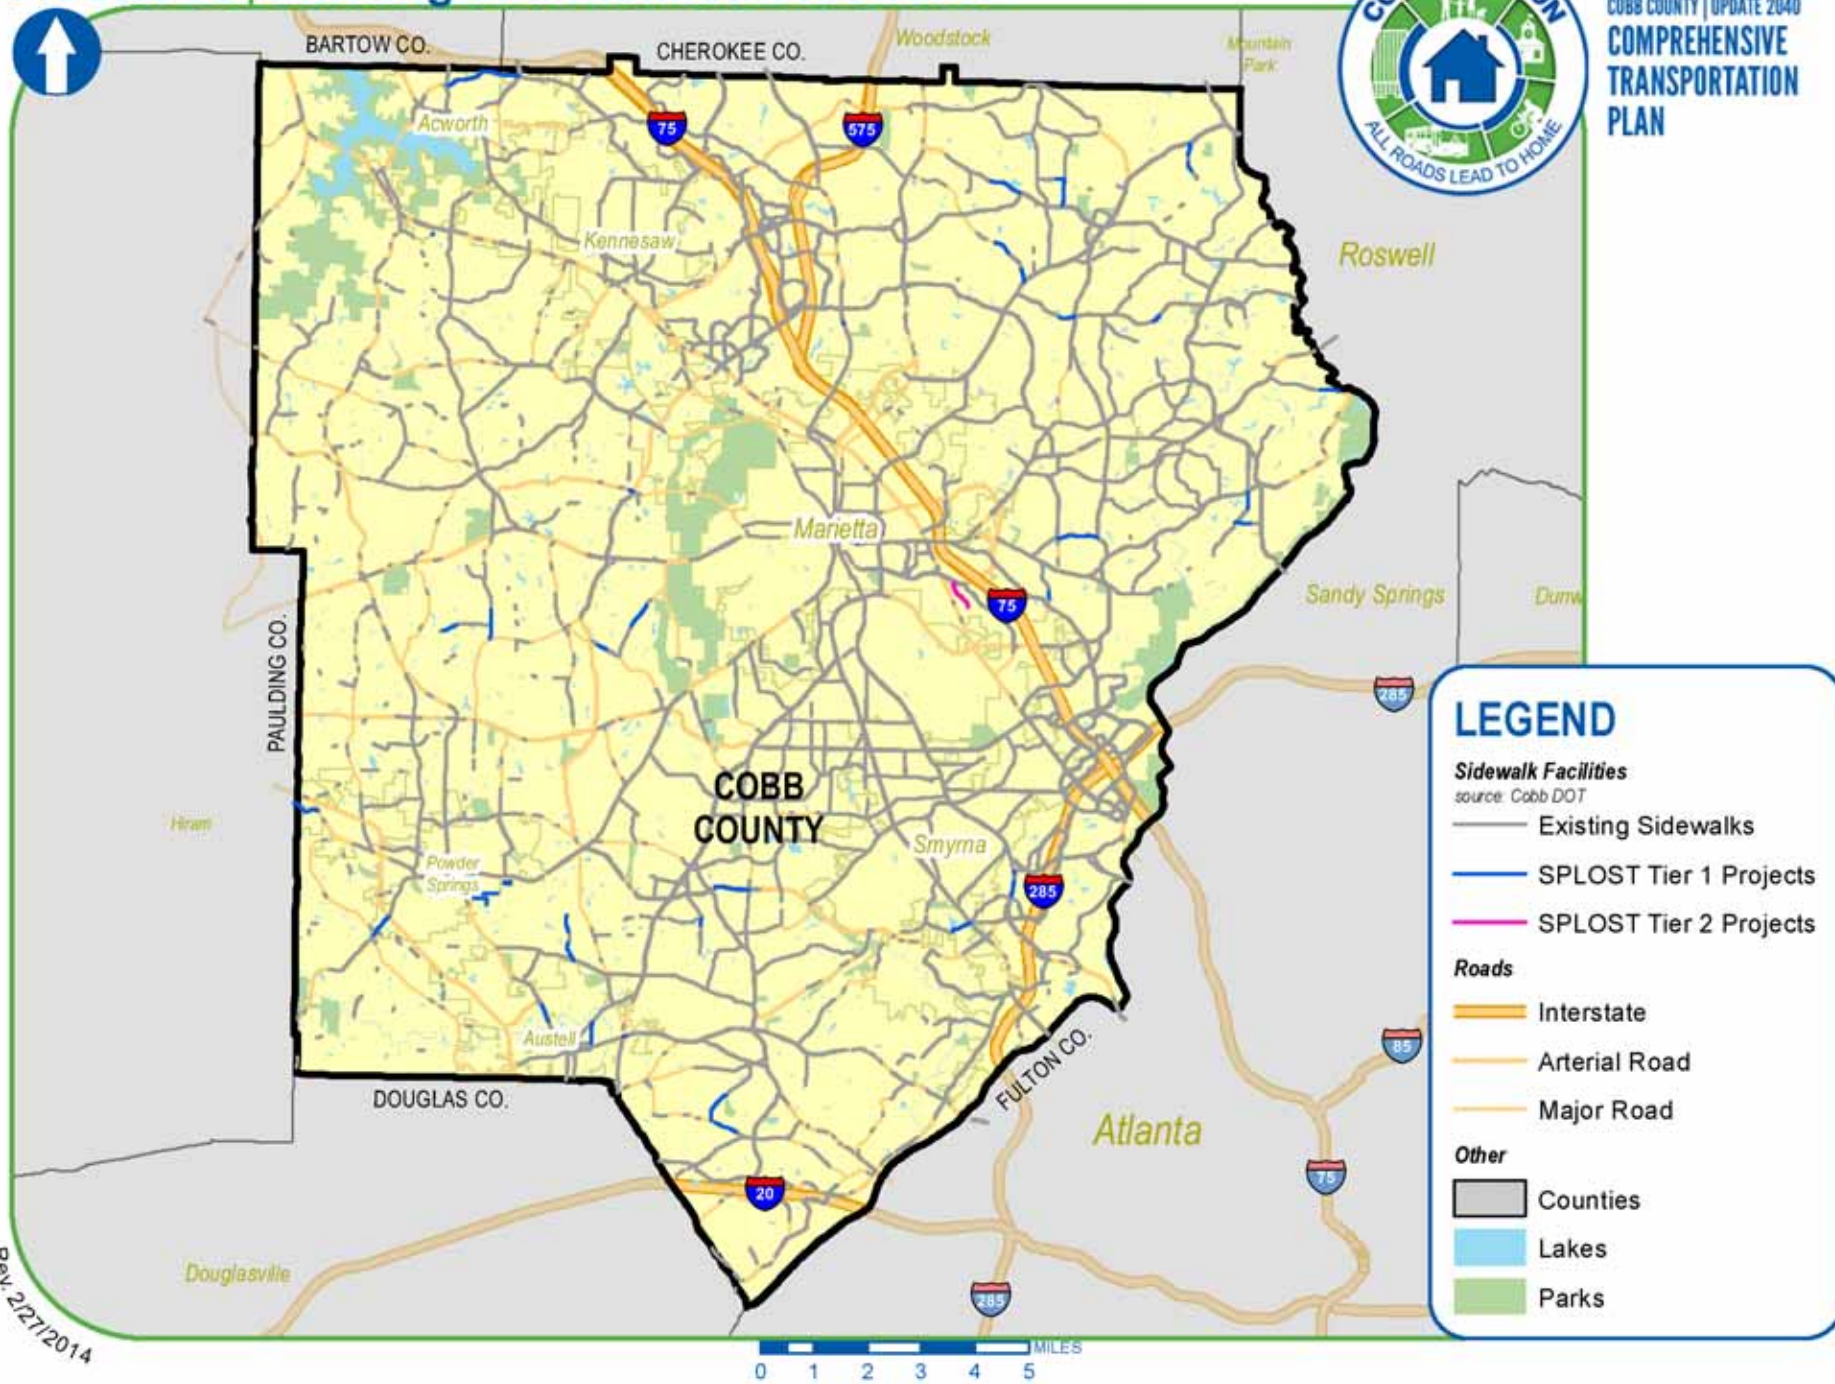 COBB COUNTY | UPDATE 2040
COMPREHENSIVE
TRANSPORTATION
PLAN
ALL ROADS LEAD TO HOME
BARTOW CO.
CHEROKEE CO.
Woodstock
Mountain
Park
Acworth
75
575
Kennesaw
Roswell
Marietta
75
Sandy Springs
Dunw
PAULDING CO.
285
COBB
COUNTY
Hiram
Smyrna
Powder
Springs
285
Austell
DOUGLAS CO.
FULTON CO.
85
Atlanta
75
20
Douglasville
285
Rev. 2/27/2014
MILES
0 1 2 3 4 5
LEGEND
Sidewalk Facilities
source: Cobb DOT
Existing Sidewalks
SPLOST Tier 1 Projects
SPLOST Tier 2 Projects
Roads
Interstate
Arterial Road
Major Road
Other
Counties
Lakes
Parks